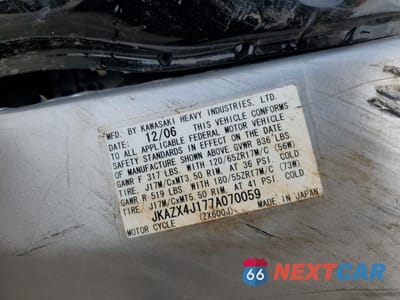 MFD. BY KAWASAKI HEAVY INDUSTRIES, LTD.
DATE: 12/06 THIS VEHICLE CONFORMS
TO ALL APPLICABLE FEDERAL MOTOR VEHICLE
SAFETY STANDARDS IN EFFECT ON THE DATE
OF MANUFACTURE SHOWN ABOVE. GVWR 836 LBS.
GAWR F 317 LBS. WITH 120/65ZR17M/C (56W)
TIRE, J17M/CxMT3.50 RIM, AT 36 PSI COLD.
GAWR R 519 LBS. WITH 180/55ZR17M/C (73W)
TIRE, J17M/CxMT5.50 RIM, AT 41 PSI COLD.
JKAZX4J177A070059
MOTOR CYCLE (ZX600J) MADE IN JAPAN
66 NEXTCAR